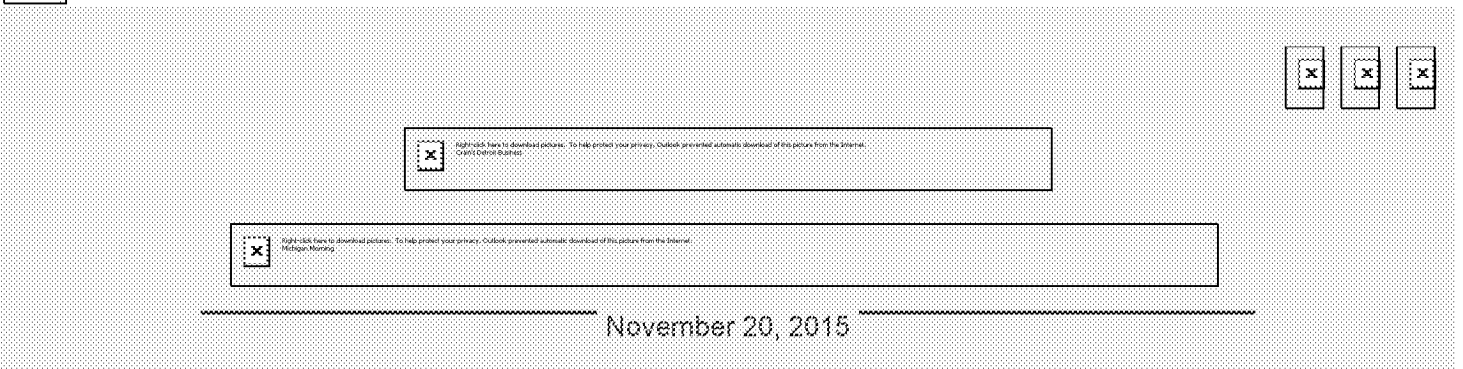 Right-click here to download pictures. To help protect your privacy, Outlook prevented automatic download of this picture from the Internet.
Crain's Detroit Business
Right-click here to download pictures. To help protect your privacy, Outlook prevented automatic download of this picture from the Internet.
Michigan Morning
November 20, 2015